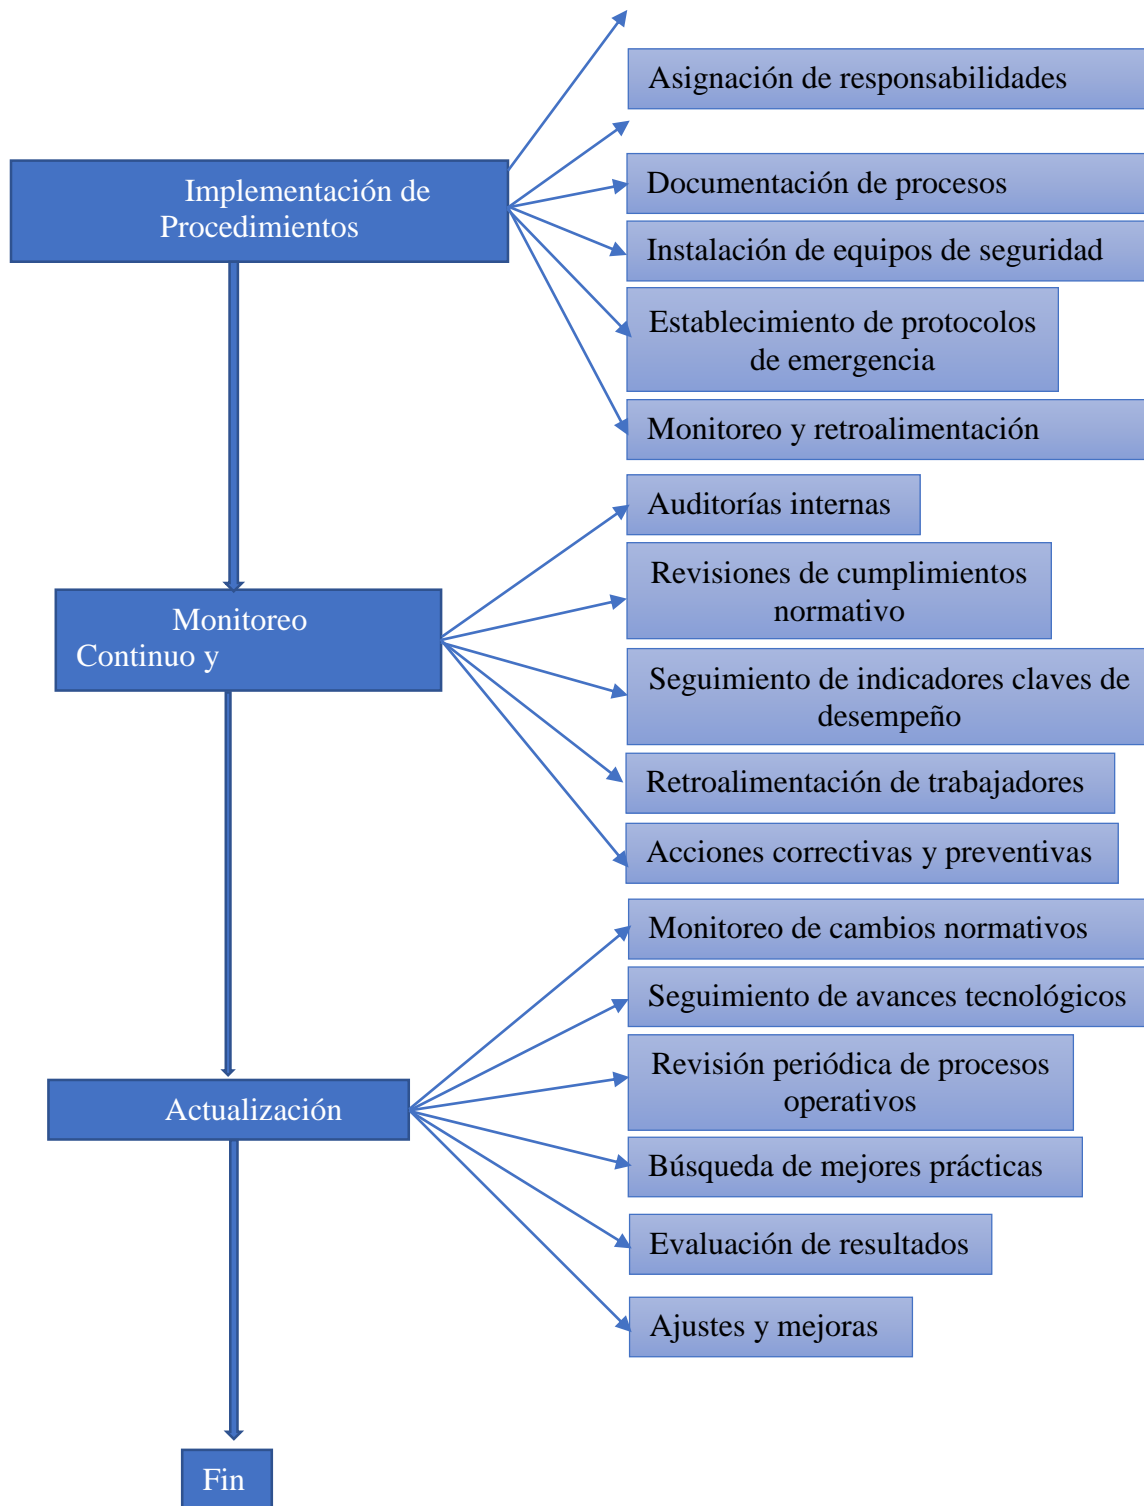 Asignación de responsabilidades
Implementación de
Procedimientos
Documentación de procesos
Instalación de equipos de seguridad
Establecimiento de protocolos
de emergencia
Monitoreo y retroalimentación
Auditorías internas
Revisiones de cumplimientos
normativo
Monitoreo
Continuo y
Seguimiento de indicadores claves de
desempeño
Retroalimentación de trabajadores
Acciones correctivas y preventivas
Monitoreo de cambios normativos
Seguimiento de avances tecnológicos
Revisión periódica de procesos
operativos
Actualización
Búsqueda de mejores prácticas
Evaluación de resultados
Ajustes y mejoras
Fin